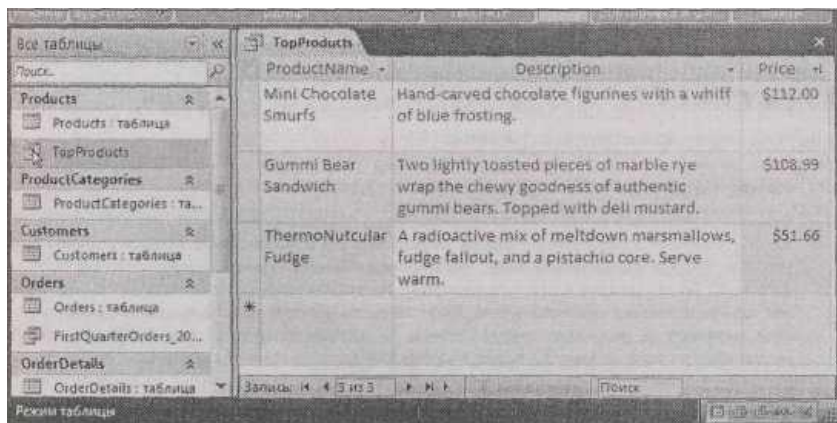 Все таблицы
TopProducts
Поиск...
ProductName
Description
Price
Products
Products : таблица
TopProducts
ProductCategories
ProductCategories : та...
Customers
Customers : таблица
Orders
Orders : таблица
FirstQuarterOrders_20...
OrderDetails
OrderDetails : таблица
Mini Chocolate
Smurfs
Hand-carved chocolate figurines with a whiff
of blue frosting.
$112.00
Gummi Bear
Sandwich
Two lightly toasted pieces of marble rye
wrap the chewy goodness of authentic
gummi bears. Topped with deli mustard.
$108.99
ThermoNutcular
Fudge
A radioactive mix of meltdown marsmallows,
fudge fallout, and a pistachio core. Serve
warm.
$51.66
Запись: 3 из 3
Поиск
Режим таблицы